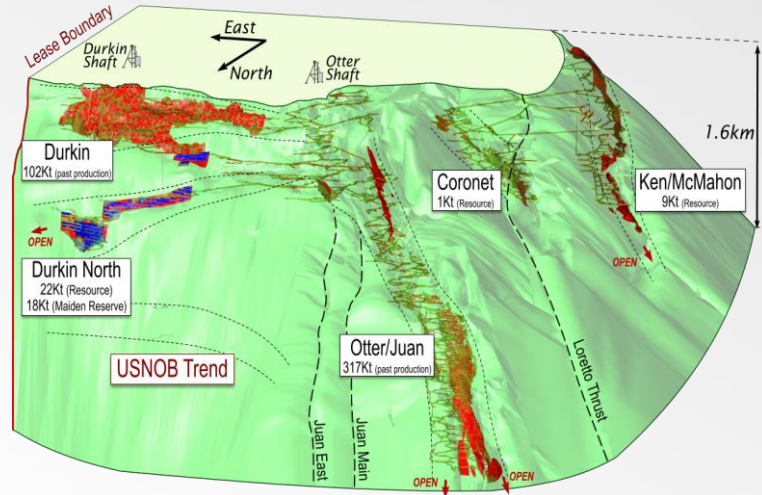 Lease Boundary
East
North
Durkin
Shaft
Otter
Shaft
1.6km
Durkin
102Kt (past production)
Coronet
1Kt (Resource)
Ken/McMahon
9Kt (Resource)
OPEN
OPEN
Durkin North
22Kt (Resource)
18Kt (Maiden Reserve)
USNOB Trend
Otter/Juan
317Kt (past production)
Juan East
Juan Main
Loretto Thrust
OPEN
OPEN